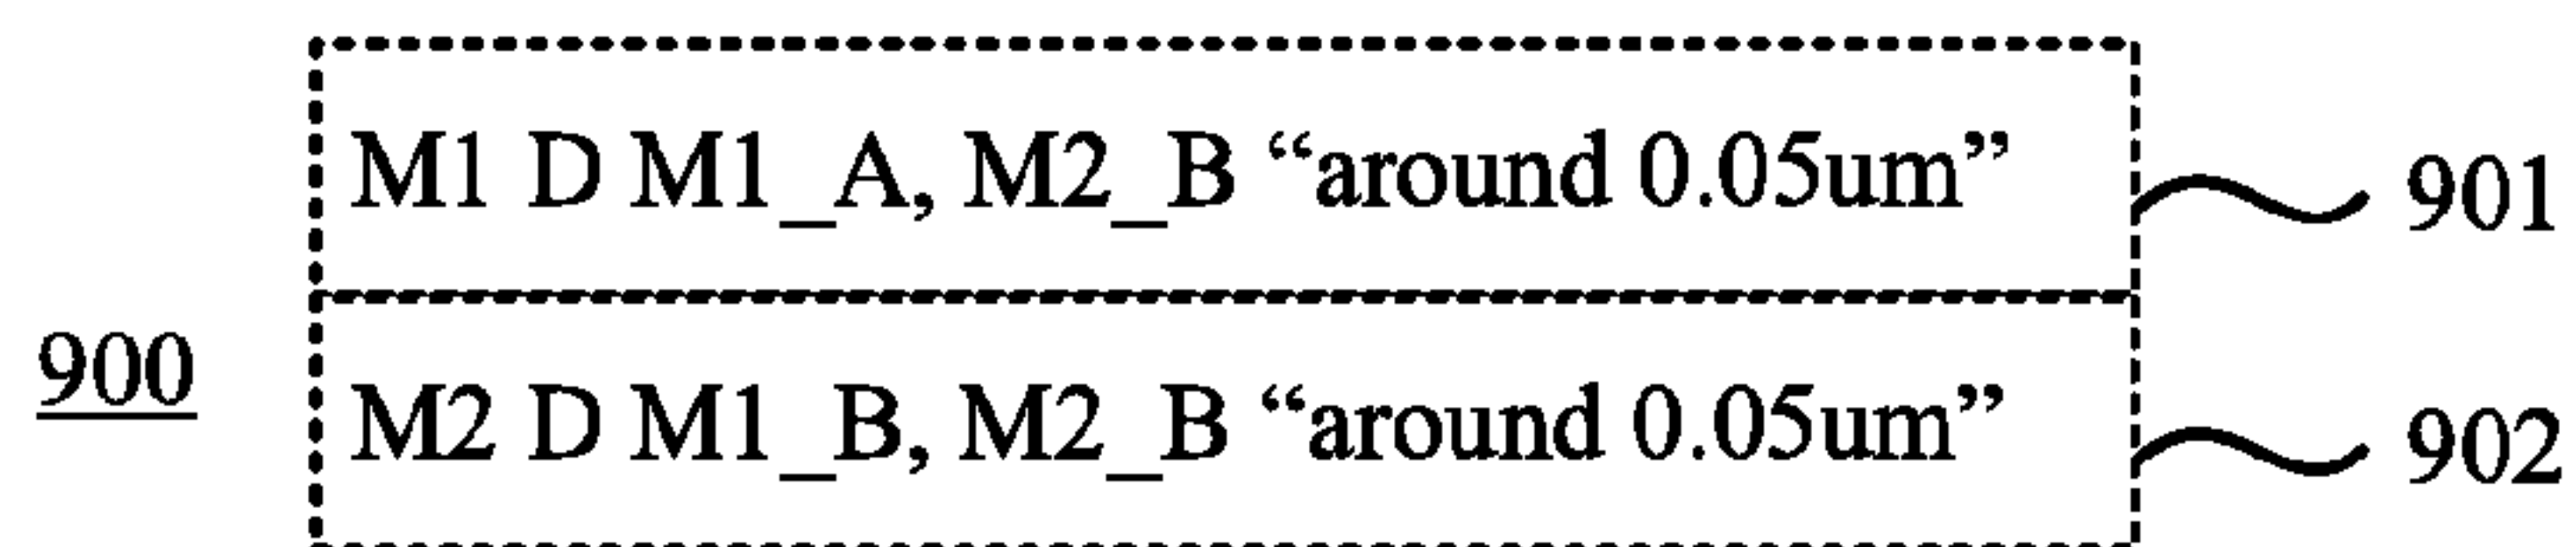 M1 D M1_A, M2_B “around 0.05um” 901
900
M2 D M1_B, M2_B “around 0.05um” 902